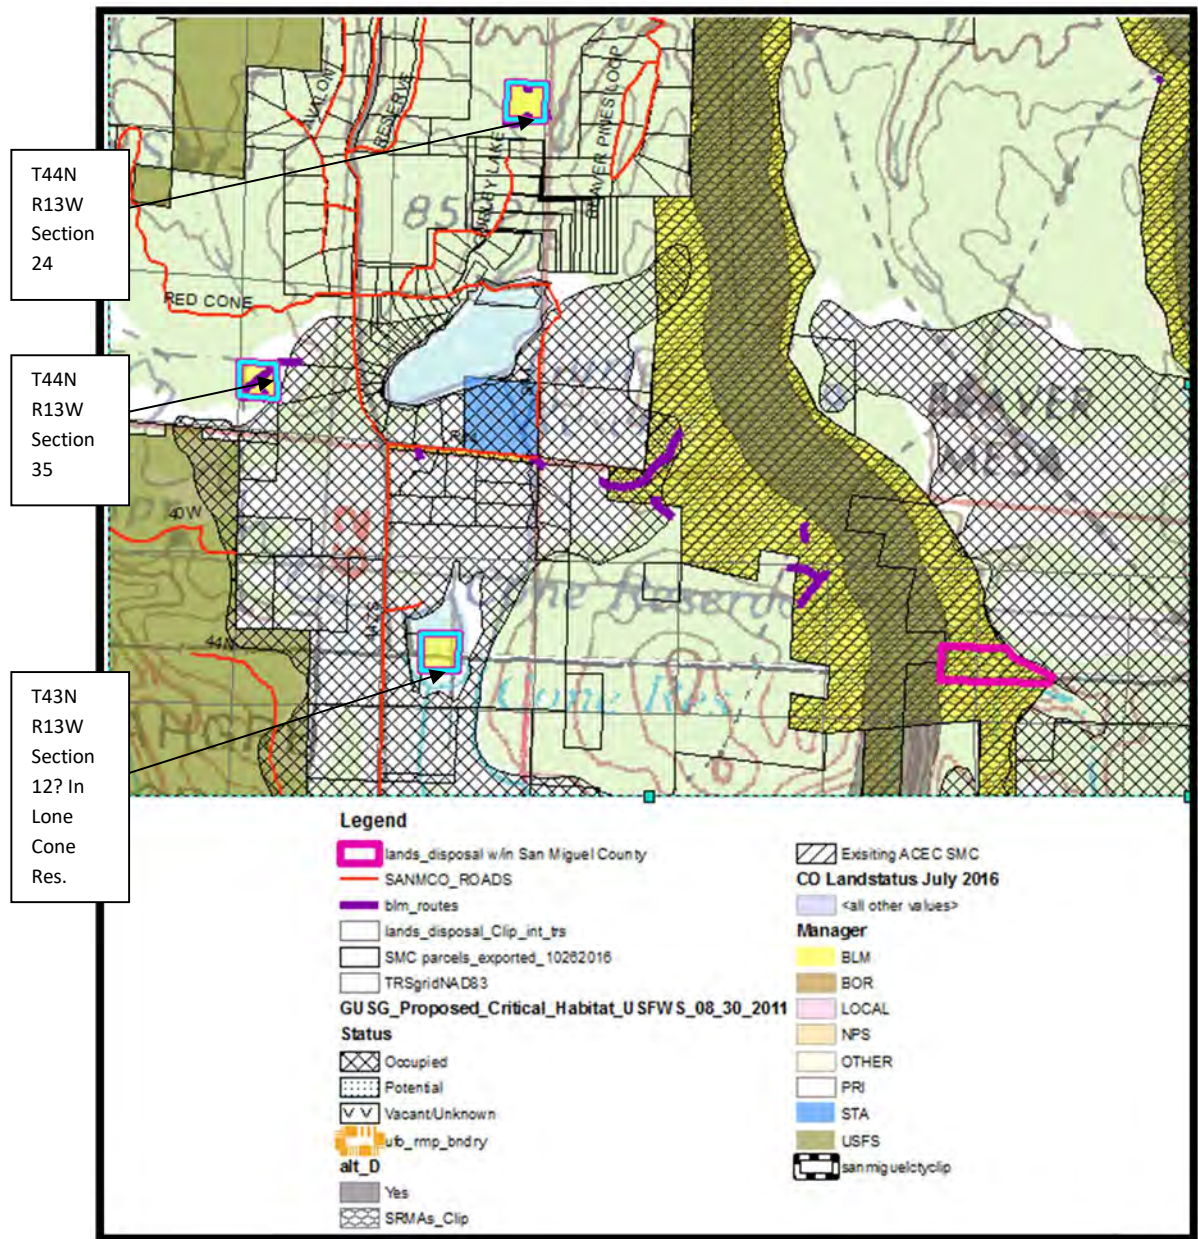 T44N
R13W
Section
24
T44N
R13W
Section
35
T43N
R13W
Section
12? In
Lone
Cone
Res.
AVALON
RESERVE
BEAVER PINES LOOP
RED CONE
40W
44N
BEAVER
MESA
Cone Res
Legend
lands_disposal w/in San Miguel County
SANMCO_ROADS
blm_routes
lands_disposal_Clip_int_trs
SMC parcels_exported_10262016
TRSgridNAD83
GUSG_Proposed_Critical_Habitat_USFWS_08_30_2011
Status
Occupied
Potential
Vacant/Unknown
ufo_rmp_bndry
alt_D
Yes
SRMAs_Clip
Exisiting ACEC SMC
CO Landstatus July 2016
<all other values>
Manager
BLM
BOR
LOCAL
NPS
OTHER
PRI
STA
USFS
sanmiguelctyclip